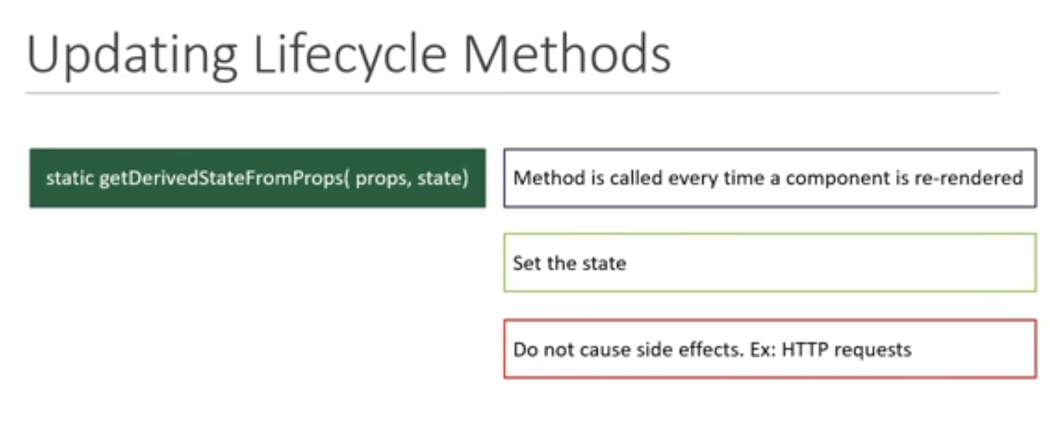 Updating Lifecycle Methods
static getDerivedStateFromProps( props, state)
Method is called every time a component is re-rendered
Set the state
Do not cause side effects. Ex: HTTP requests